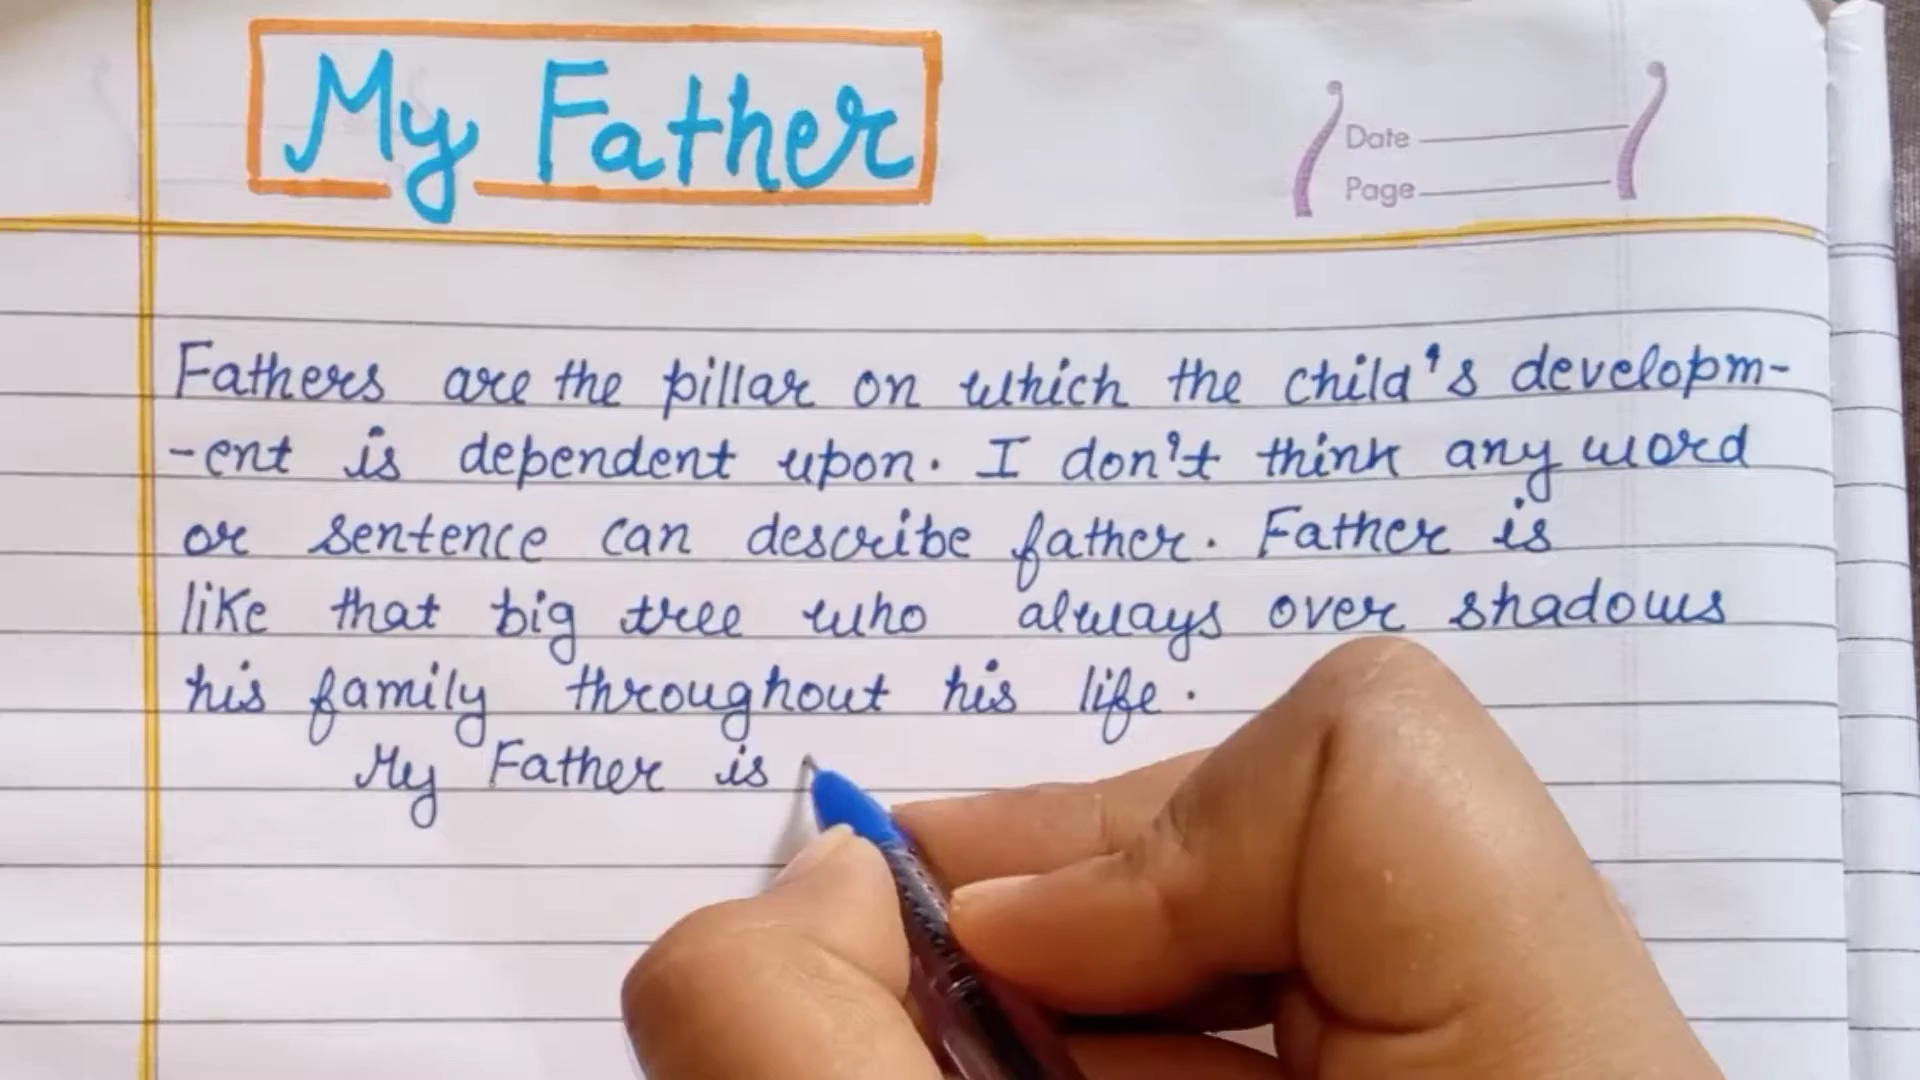 My Father
Date
Page
Fathers are the pillar on which the child's developm-
-ent is dependent upon. I don't think any word
or sentence can describe father. Father is
like that big tree who always over shadows
his family throughout his life.
My Father is